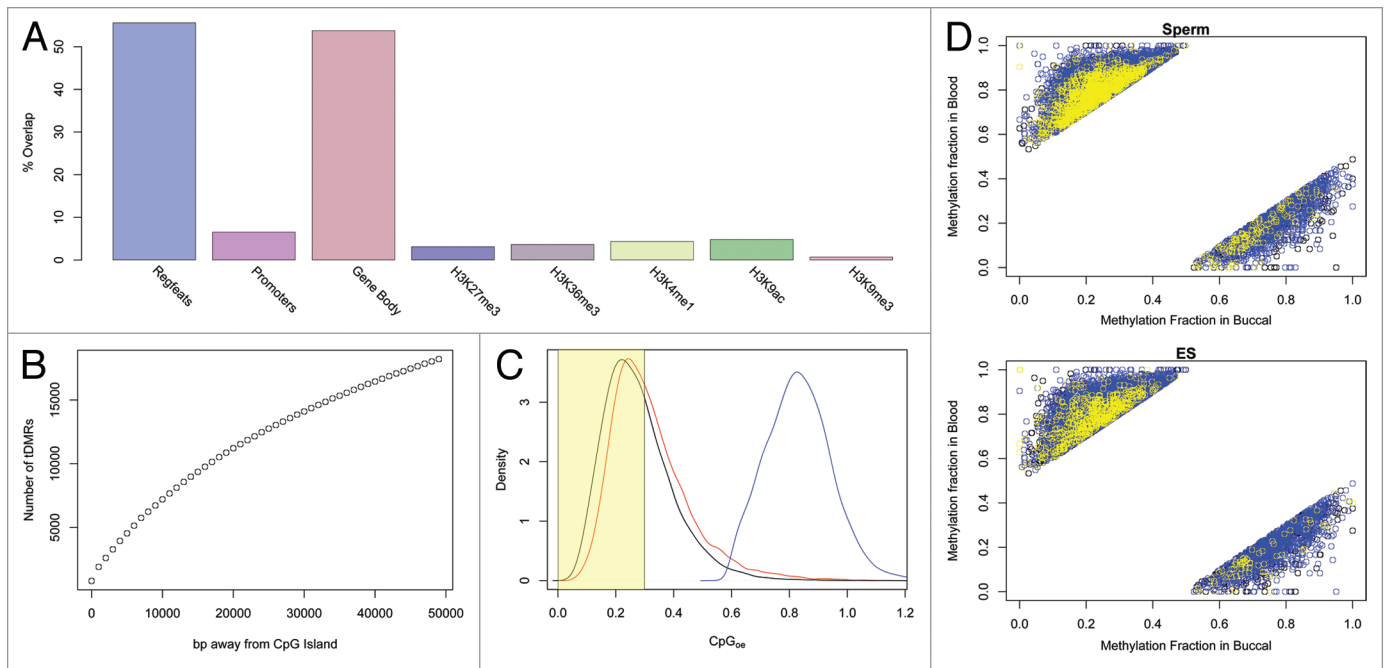 A
% Overlap
0 10 20 30 40 50
Regfeats
Promoters
Gene Body
H3K27me3
H3K36me3
H3K4me1
H3K9ac
H3K9me3
B
Number of tDMRs
5000 10000 15000
0 10000 20000 30000 40000 50000
bp away from CpG Island
C
Density
0 1 2 3
0.0 0.2 0.4 0.6 0.8 1.0 1.2
CpGoe
D
Sperm
Methylation fraction in Blood
0.0 0.2 0.4 0.6 0.8 1.0
0.0 0.2 0.4 0.6 0.8 1.0
Methylation Fraction in Buccal
ES
Methylation fraction in Blood
0.0 0.2 0.4 0.6 0.8 1.0
0.0 0.2 0.4 0.6 0.8 1.0
Methylation Fraction in Buccal